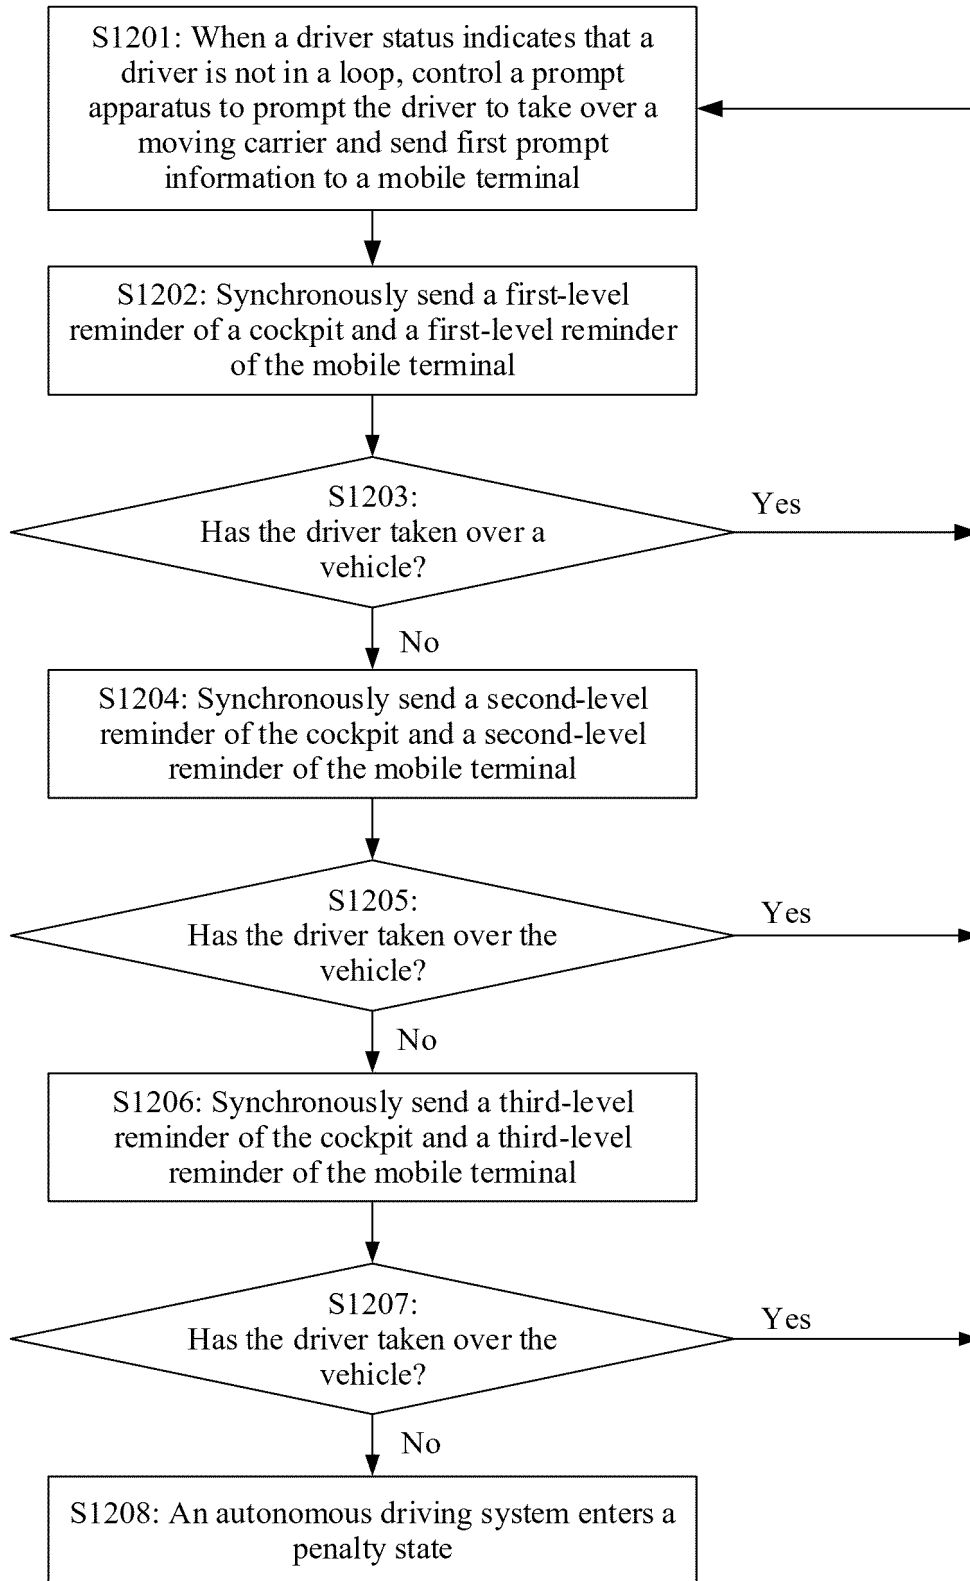 S1201: When a driver status indicates that a
driver is not in a loop, control a prompt
apparatus to prompt the driver to take over a
moving carrier and send first prompt
information to a mobile terminal
S1202: Synchronously send a first-level
reminder of a cockpit and a first-level reminder
of the mobile terminal
S1203:
Has the driver taken over a
vehicle?
Yes
No
S1204: Synchronously send a second-level
reminder of the cockpit and a second-level
reminder of the mobile terminal
S1205:
Has the driver taken over the
vehicle?
Yes
No
S1206: Synchronously send a third-level
reminder of the cockpit and a third-level
reminder of the mobile terminal
S1207:
Has the driver taken over the
vehicle?
Yes
No
S1208: An autonomous driving system enters a
penalty state